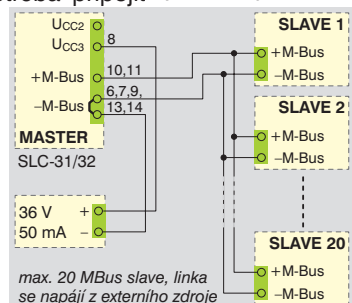 třeba připojit
UCC2
UCC3
8
+M-Bus
10,11
6,7,9,
–M-Bus
13,14
MASTER
SLC-31/32
36 V +
50 mA –
max. 20 MBus slave, linka
se napájí z externího zdroje
SLAVE 1
+M-Bus
–M-Bus
SLAVE 2
+M-Bus
–M-Bus
SLAVE 20
+M-Bus
–M-Bus